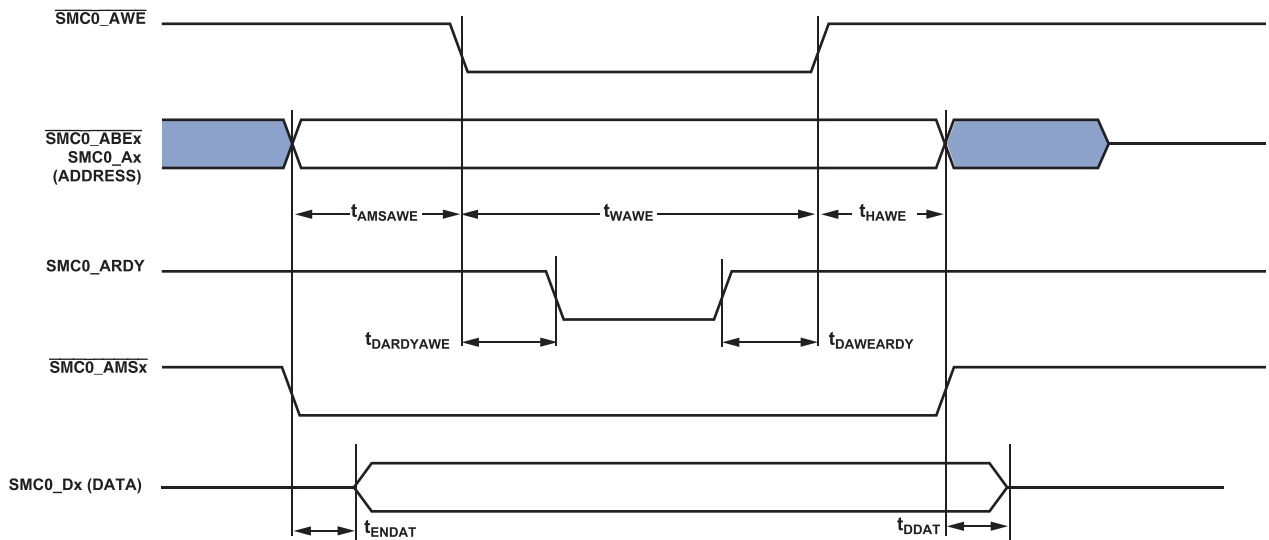 SMC0_AWE
SMC0_ABEx
SMC0_Ax
(ADDRESS)
tAMSAWE
tWAWE
tHAWE
SMC0_ARDY
tDARDYAWE
tDAWEARDY
SMC0_AMSx
SMC0_Dx (DATA)
tENDAT
tDDAT